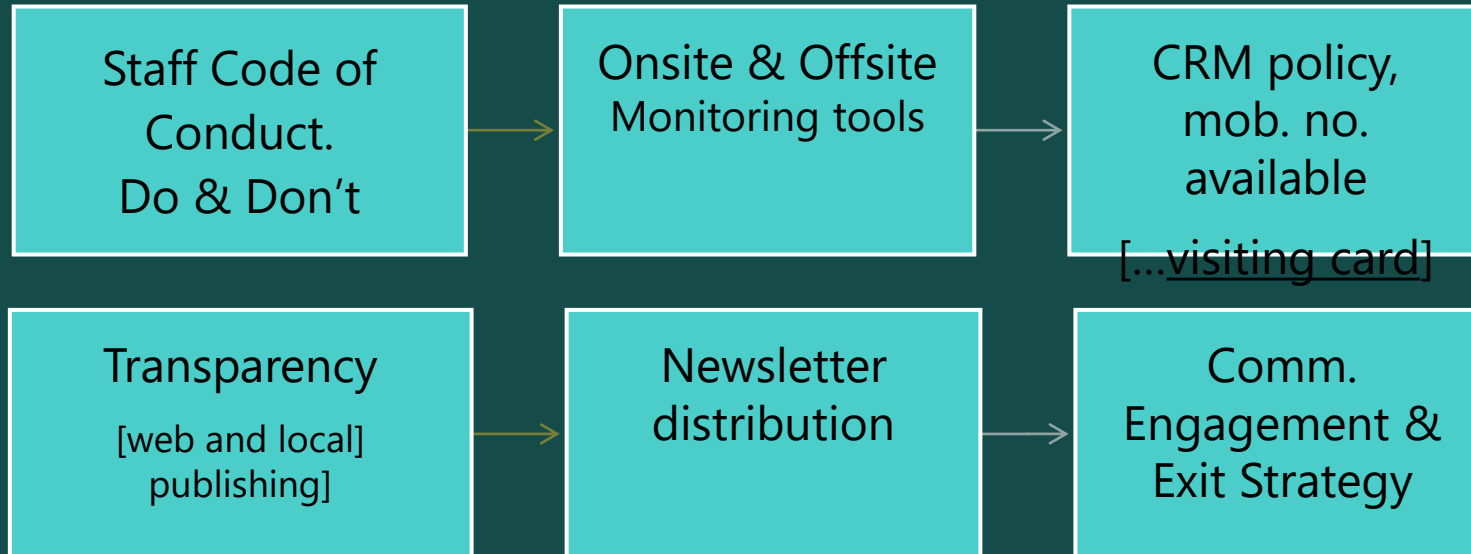 Staff Code of
Conduct.
Do & Don’t
Onsite & Offsite
Monitoring tools
CRM policy,
mob. no.
available
[...visiting card]
Transparency
[web and local]
publishing]
Newsletter
distribution
Comm.
Engagement &
Exit Strategy